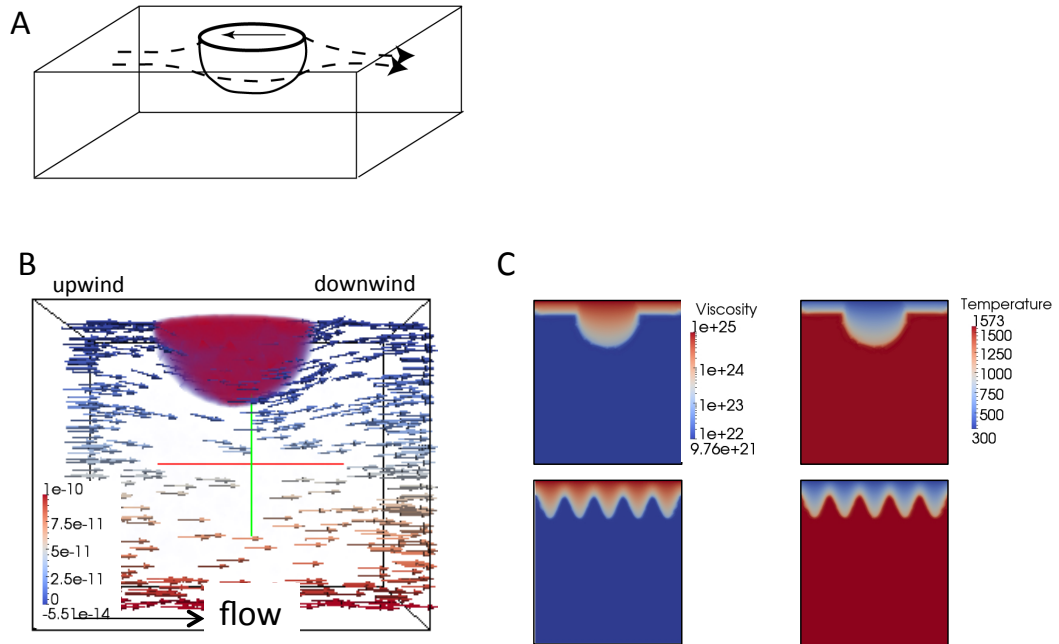 A
B
upwind
downwind
1e-10
7.5e-11
5e-11
2.5e-11
0
-5.51e-14
flow
C
Viscosity
1e+25
1e+24
1e+23
1e+22
9.76e+21
Temperature
1573
1500
1250
1000
750
500
300